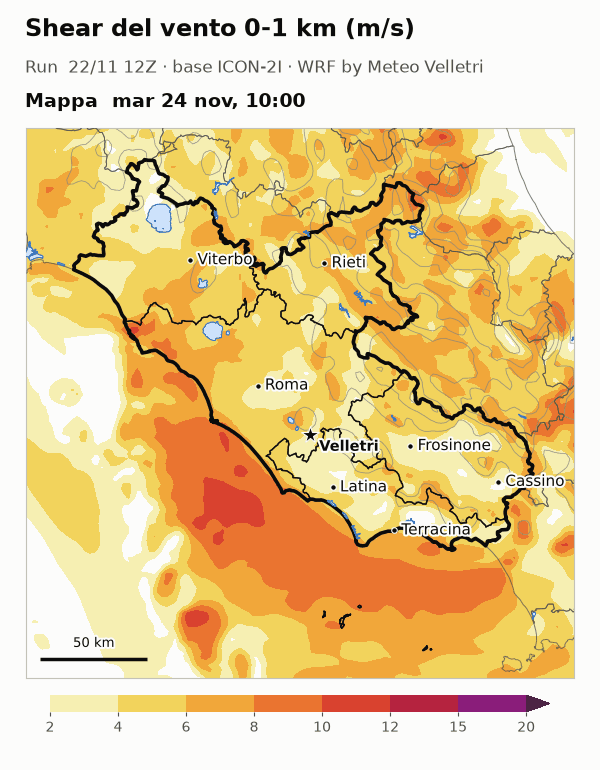 Shear del vento 0-1 km (m/s)
Run  22/11 12Z · base ICON-2I · WRF by Meteo Velletri
Mappa  mar 24 nov, 10:00
Viterbo
Rieti
Roma
Velletri
Frosinone
Latina
Cassino
Terracina
50 km
2 4 6 8 10 12 15 20